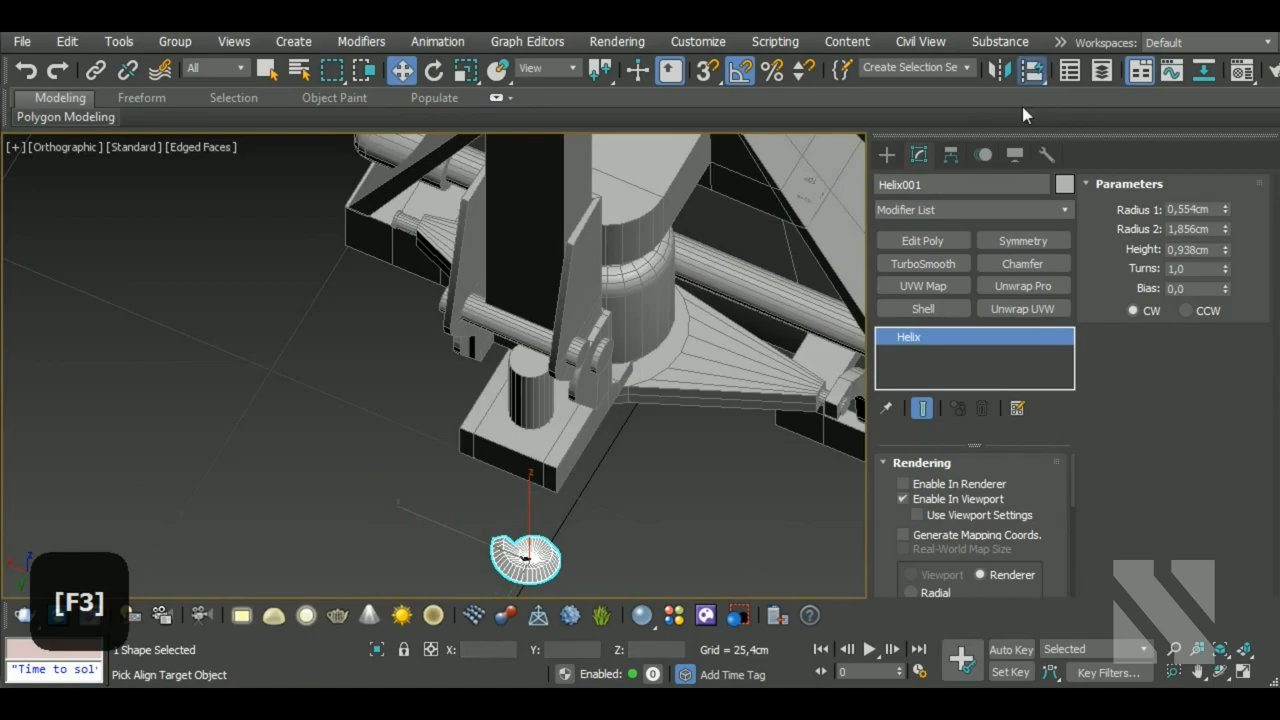 File Edit Tools Group Views Create Modifiers Animation Graph Editors Rendering Customize Scripting Content Civil View Substance Workspaces: Default
All View Create Selection Se
Modeling Freeform Selection Object Paint Populate
Polygon Modeling
[+] [Orthographic] [Standard] [Edged Faces]
Helix001
Modifier List
Edit Poly Symmetry
TurboSmooth Chamfer
UVW Map Unwrap Pro
Shell Unwrap UVW
Helix
Parameters
Radius 1: 0,554cm
Radius 2: 1,856cm
Height: 0,938cm
Turns: 1,0
Bias: 0,0
CW CCW
Rendering
Enable In Renderer
Enable In Viewport
Use Viewport Settings
Generate Mapping Coords.
Real-World Map Size
Viewport Renderer
Radial
[F3]
"Time to sol
1 Shape Selected X: Y: Z: Grid = 25,4cm
Pick Align Target Object Enabled: 0 Add Time Tag
0
Auto Key Selected
Set Key Key Filters...